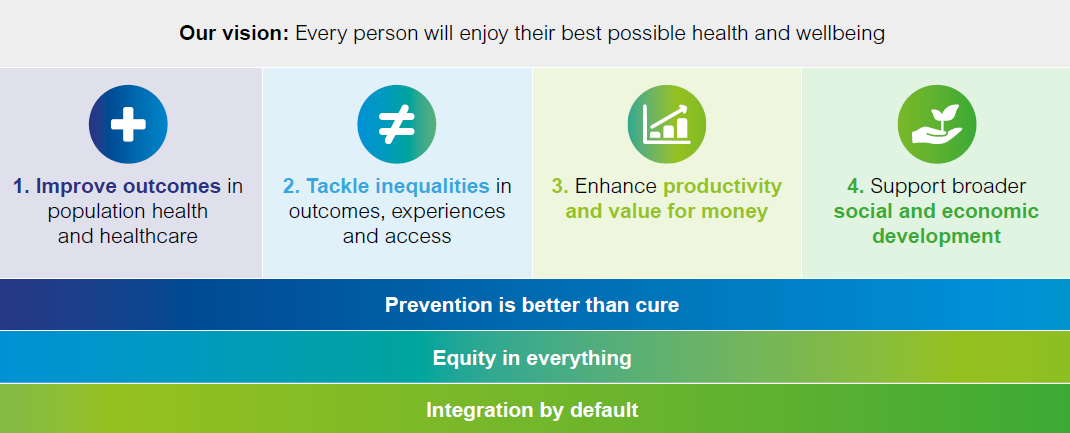 Our vision: Every person will enjoy their best possible health and wellbeing
1. Improve outcomes in
population health
and healthcare
2. Tackle inequalities in
outcomes, experiences
and access
3. Enhance productivity
and value for money
4. Support broader
social and economic
development
Prevention is better than cure
Equity in everything
Integration by default